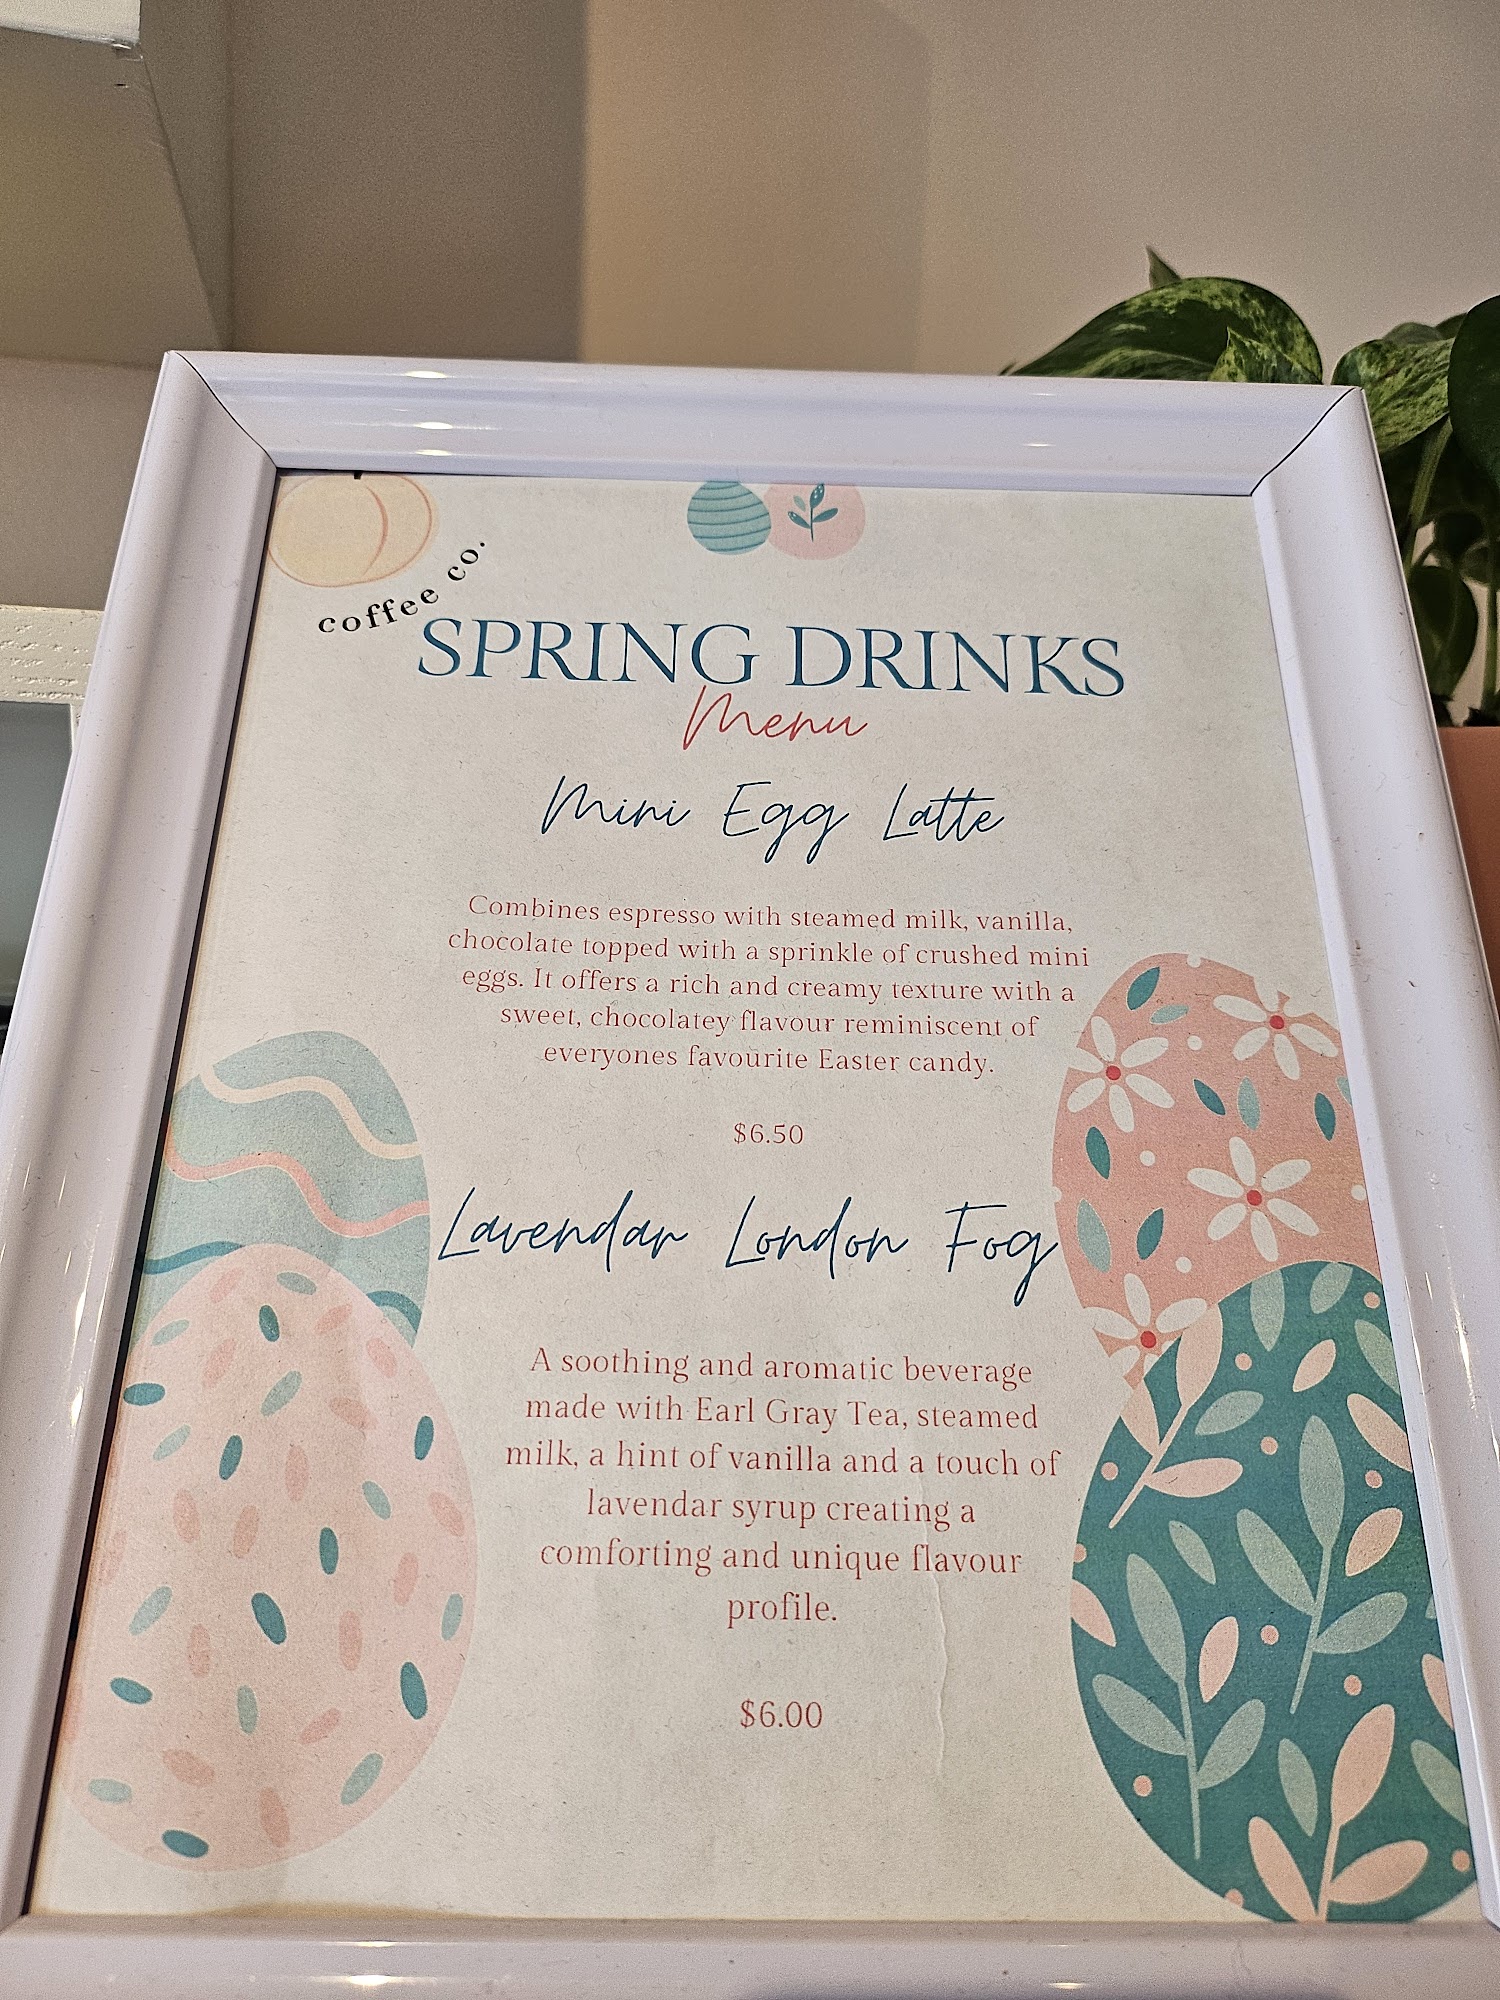 coffee co.
SPRING DRINKS
Menu
Mini Egg Latte
Combines espresso with steamed milk, vanilla,
chocolate topped with a sprinkle of crushed mini
eggs. It offers a rich and creamy texture with a
sweet, chocolatey flavour reminiscent of
everyones favourite Easter candy.
$6.50
Lavendar London Fog
A soothing and aromatic beverage
made with Earl Gray Tea, steamed
milk, a hint of vanilla and a touch of
lavendar syrup creating a
comforting and unique flavour
profile.
$6.00